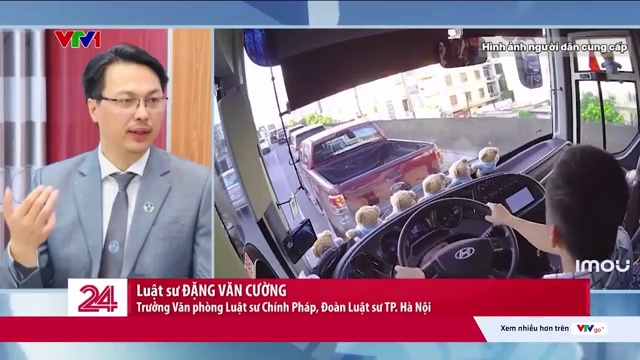 VTV1
Hình ảnh người dân cung cấp
imou
24
Luật sư ĐẶNG VĂN CƯỜNG
Trưởng Văn phòng Luật sư Chính Pháp, Đoàn Luật sư TP. Hà Nội
Xem nhiều hơn trên
VTVgo